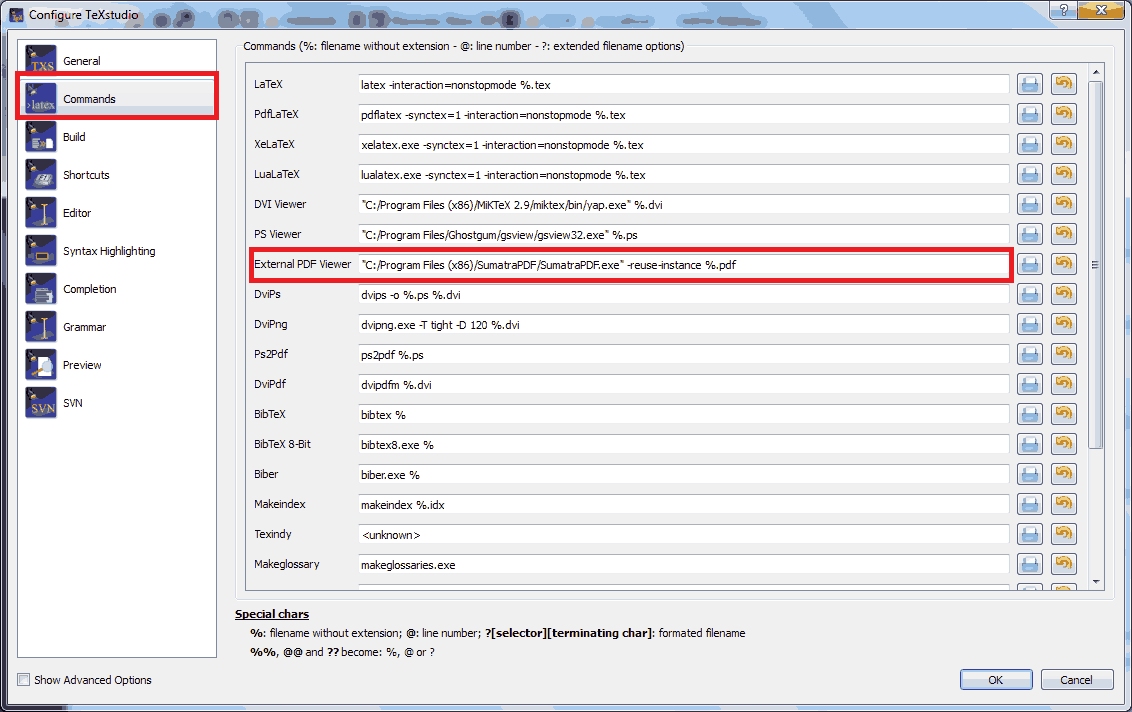 Configure TeXstudio
General
Commands
Build
Shortcuts
Editor
Syntax Highlighting
Completion
Grammar
Preview
SVN
Commands (%: filename without extension - @: line number - ?: extended filename options)
LaTeX latex -interaction=nonstopmode %.tex
PdfLaTeX pdflatex -synctex=1 -interaction=nonstopmode %.tex
XeLaTeX xelatex.exe -synctex=1 -interaction=nonstopmode %.tex
LuaLaTeX lualatex.exe -synctex=1 -interaction=nonstopmode %.tex
DVI Viewer "C:/Program Files (x86)/MiKTeX 2.9/miktex/bin/yap.exe" %.dvi
PS Viewer "C:/Program Files/Ghostgum/gsview/gsview32.exe" %.ps
External PDF Viewer "C:/Program Files (x86)/SumatraPDF/SumatraPDF.exe" -reuse-instance %.pdf
DviPs dvips -o %.ps %.dvi
DviPng dvipng.exe -T tight -D 120 %.dvi
Ps2Pdf ps2pdf %.ps
DviPdf dvipdfm %.dvi
BibTeX bibtex %
BibTeX 8-Bit bibtex8.exe %
Biber biber.exe %
Makeindex makeindex %.idx
Texindy <unknown>
Makeglossary makeglossaries.exe
Special chars
%: filename without extension; @: line number; ?[selector][terminating char]: formated filename
%%, @@ and ?? become: %, @ or ?
Show Advanced Options
OK
Cancel